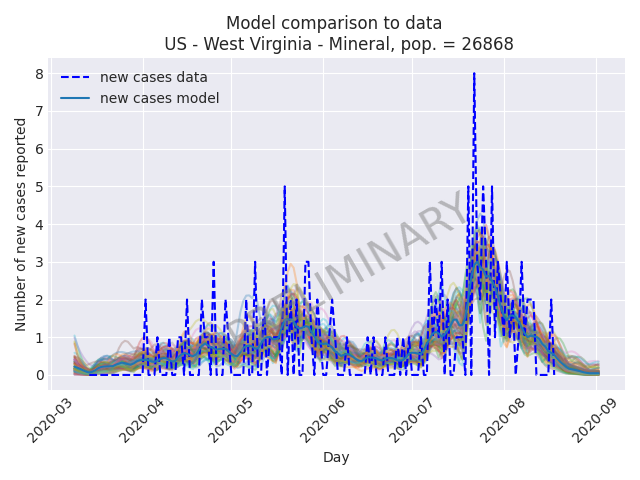 Model comparison to data
US - West Virginia - Mineral, pop. = 26868
new cases data
new cases model
PRELIMINARY
Number of new cases reported
8
7
6
5
4
3
2
1
0
2020-03
2020-04
2020-05
2020-06
2020-07
2020-08
2020-09
Day